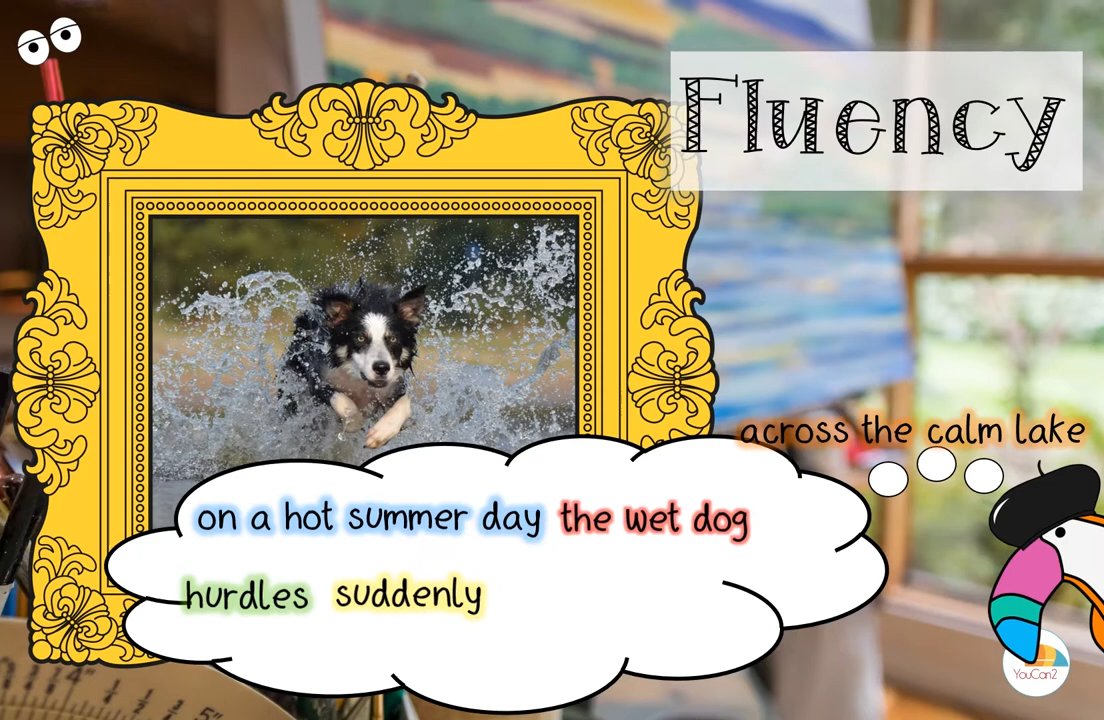 Fluency
across the calm lake
on a hot summer day the wet dog
hurdles suddenly
YouCan2